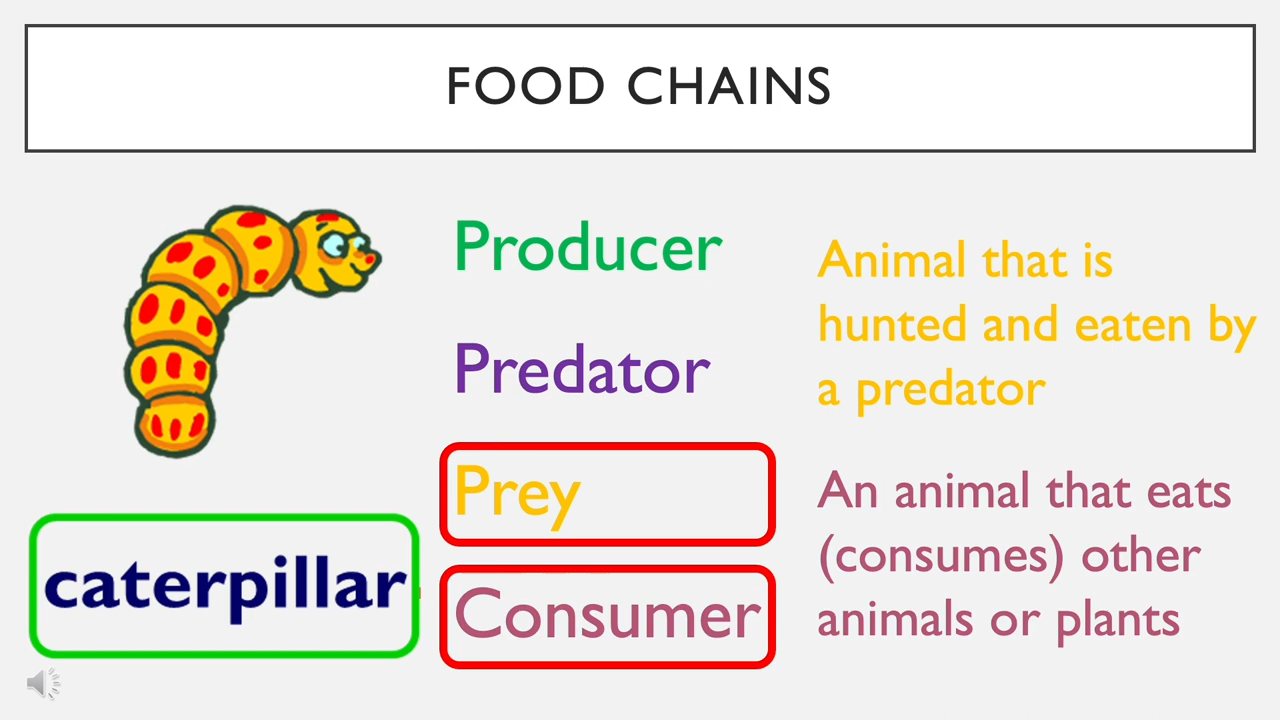 FOOD CHAINS
Producer
Predator
Prey
Consumer
Animal that is
hunted and eaten by
a predator
An animal that eats
(consumes) other
animals or plants
caterpillar